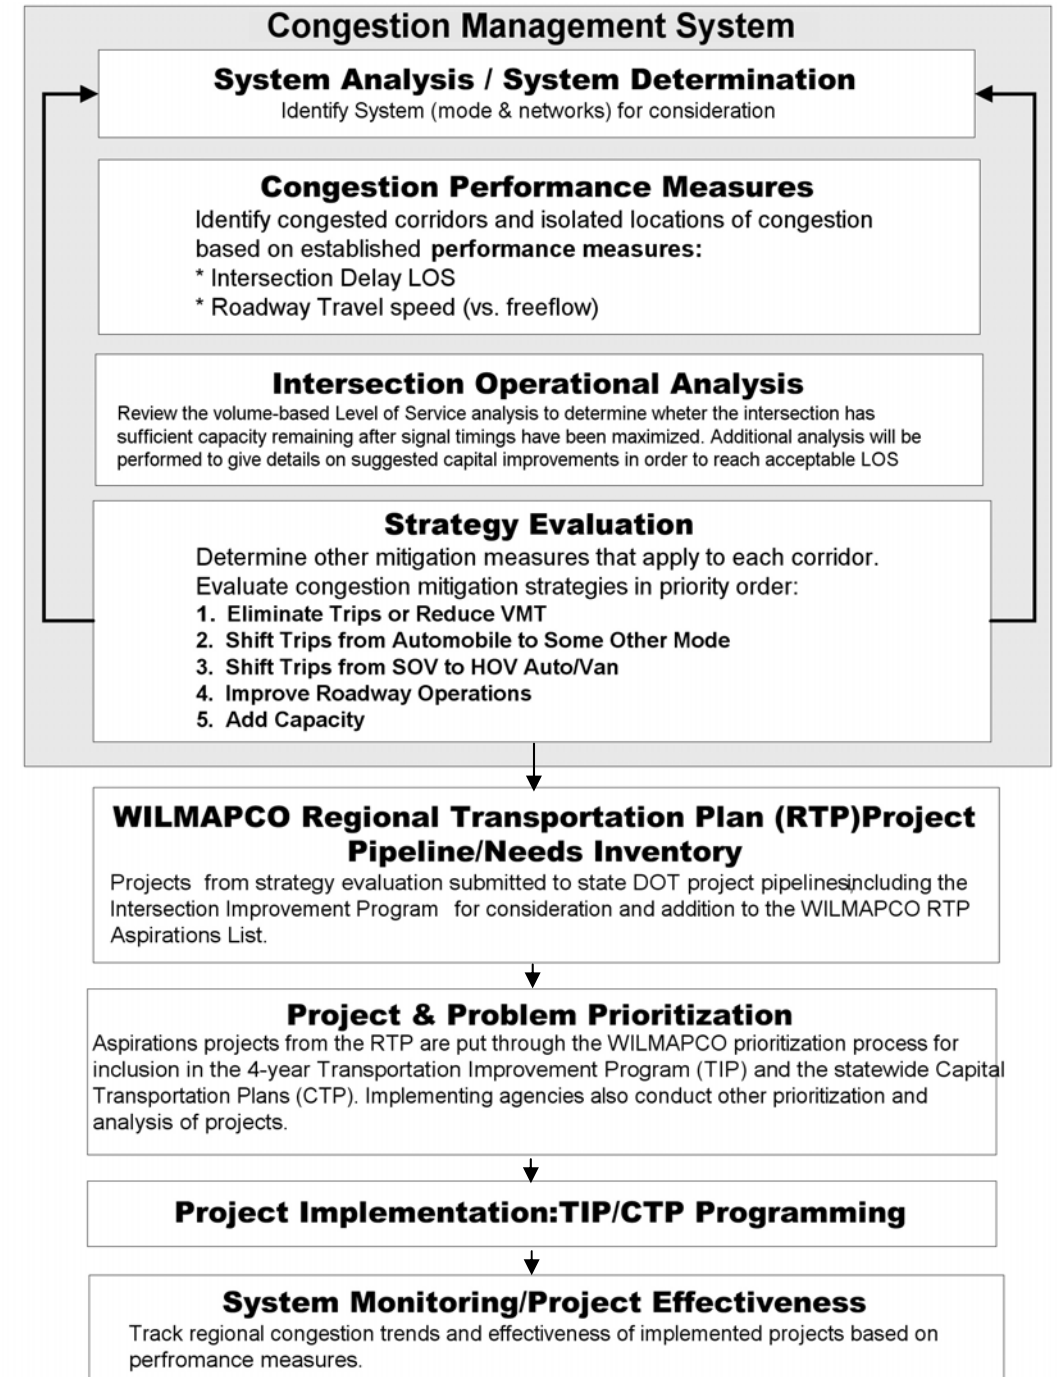 Congestion Management System
System Analysis / System Determination
Identify System (mode & networks) for consideration
Congestion Performance Measures
Identify congested corridors and isolated locations of congestion
based on established performance measures:
* Intersection Delay LOS
* Roadway Travel speed (vs. freeflow)
Intersection Operational Analysis
Review the volume-based Level of Service analysis to determine wheter the intersection has
sufficient capacity remaining after signal timings have been maximized. Additional analysis will be
performed to give details on suggested capital improvements in order to reach acceptable LOS
Strategy Evaluation
Determine other mitigation measures that apply to each corridor.
Evaluate congestion mitigation strategies in priority order:
1. Eliminate Trips or Reduce VMT
2. Shift Trips from Automobile to Some Other Mode
3. Shift Trips from SOV to HOV Auto/Van
4. Improve Roadway Operations
5. Add Capacity
WILMAPCO Regional Transportation Plan (RTP)Project
Pipeline/Needs Inventory
Projects from strategy evaluation submitted to state DOT project pipelines,including the
Intersection Improvement Program for consideration and addition to the WILMAPCO RTP
Aspirations List.
Project & Problem Prioritization
Aspirations projects from the RTP are put through the WILMAPCO prioritization process for
inclusion in the 4-year Transportation Improvement Program (TIP) and the statewide Capital
Transportation Plans (CTP). Implementing agencies also conduct other prioritization and
analysis of projects.
Project Implementation:TIP/CTP Programming
System Monitoring/Project Effectiveness
Track regional congestion trends and effectiveness of implemented projects based on
perfromance measures.